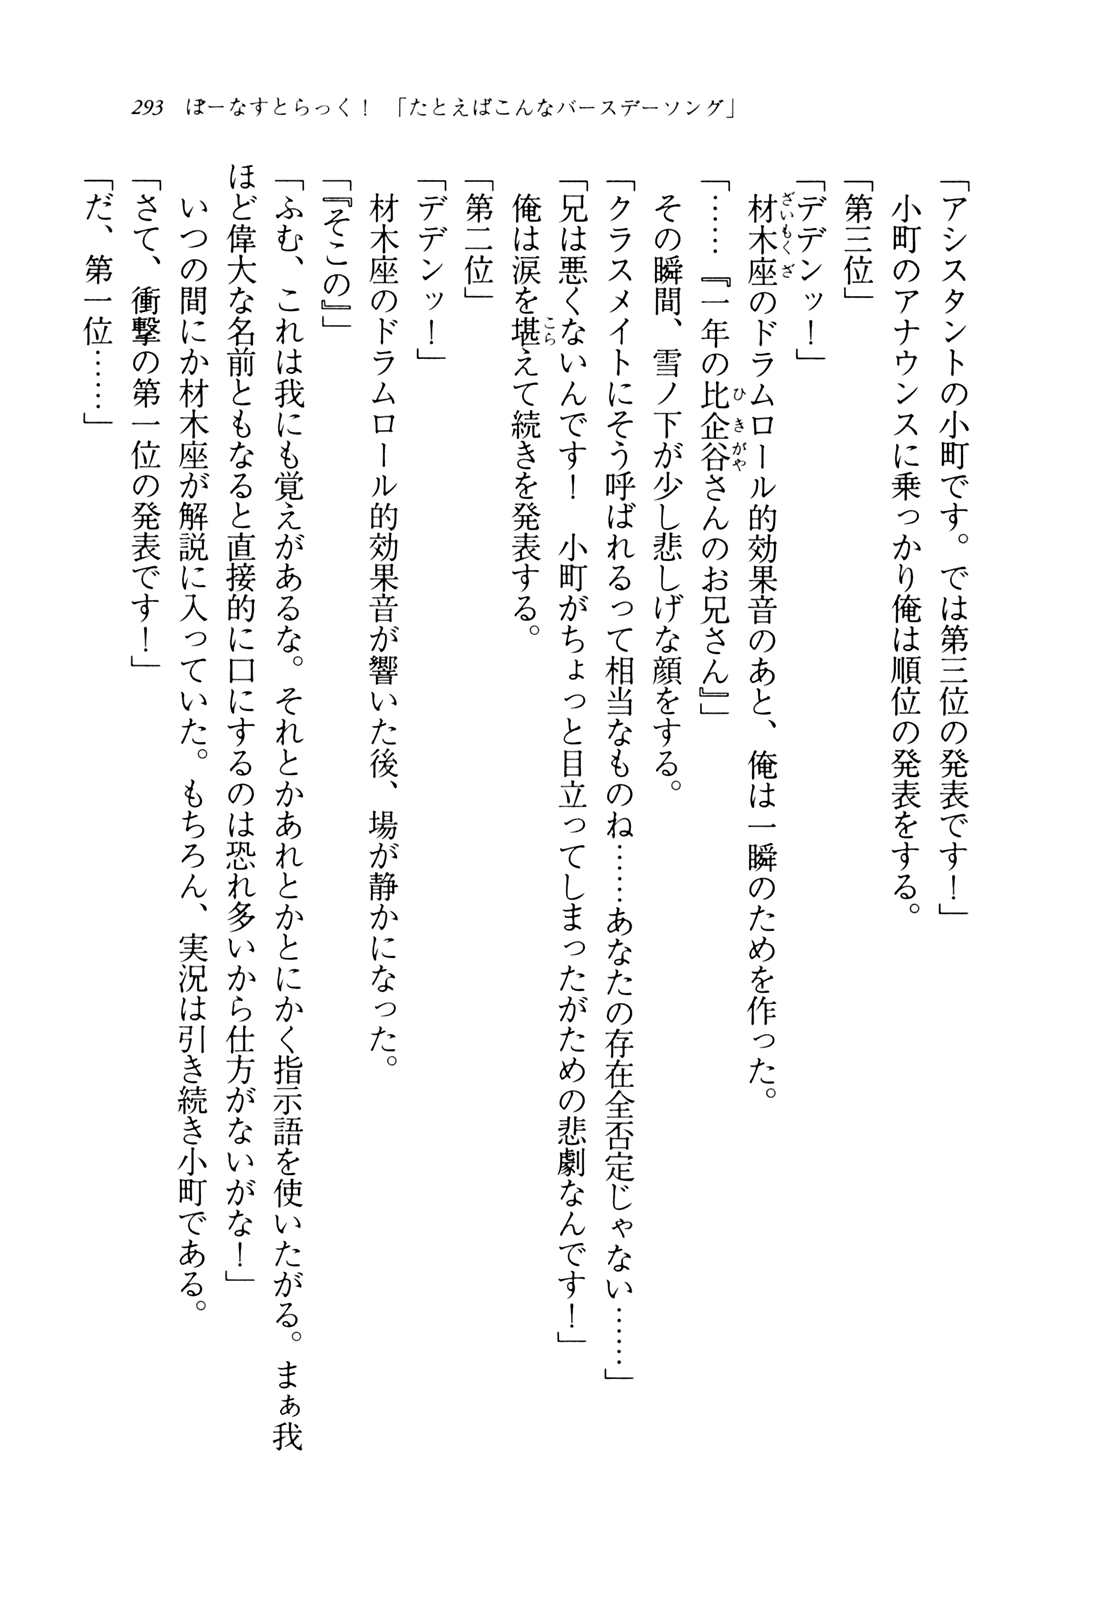 293　ぼーなすとらっく！　「たとえばこんなバースデーソング」
「アシスタントの小町です。では第三位の発表です！」
　小町のアナウンスに乗っかり俺は順位の発表をする。
「第三位」
「デデンッ！」
　材木座のドラムロール的効果音のあと、俺は一瞬のためを作った。
「……『一年の比企谷さんのお兄さん』」
　その瞬間、雪ノ下が少し悲しげな顔をする。
「クラスメイトにそう呼ばれるって相当なものね……あなたの存在全否定じゃない……」
「兄は悪くないんです！　小町がちょっと目立ってしまったがための悲劇なんです！」
　俺は涙を堪えて続きを発表する。
「第二位」
「デデンッ！」
　材木座のドラムロール的効果音が響いた後、場が静かになった。
「『そこの』」
「ふむ、これは我にも覚えがあるな。それとかあれとかとにかく指示語を使いたがる。まぁ我
ほど偉大な名前ともなると直接的に口にするのは恐れ多いから仕方がないがな！」
　いつの間にか材木座が解説に入っていた。もちろん、実況は引き続き小町である。
「さて、衝撃の第一位の発表です！」
「だ、第一位……」